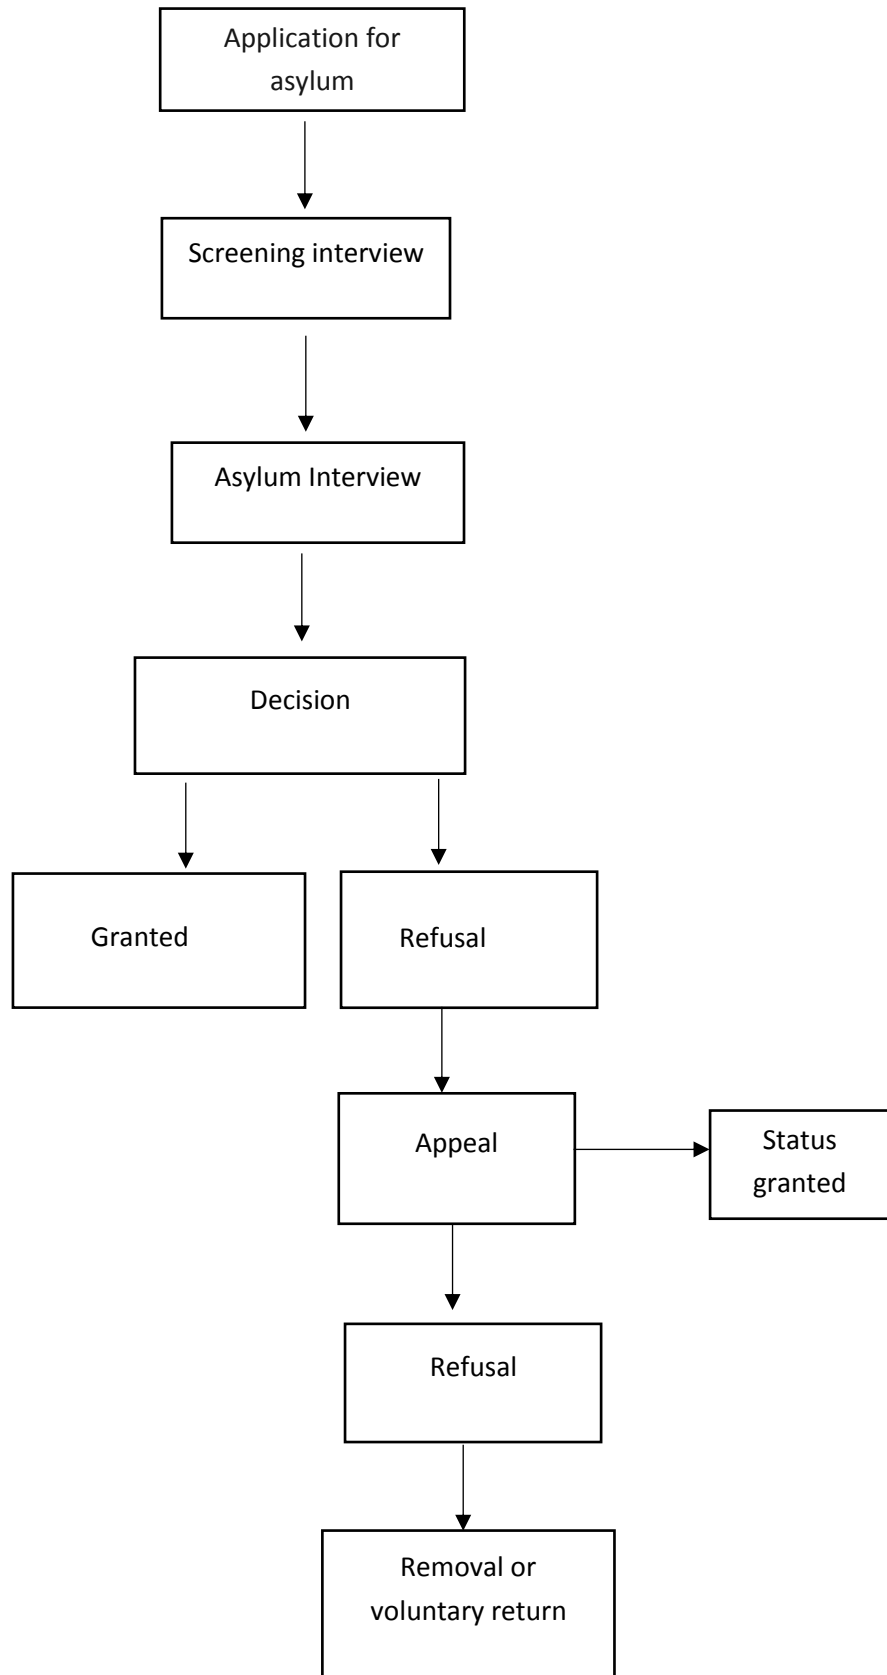 Application for
asylum
Screening interview
Asylum Interview
Decision
Granted
Refusal
Appeal
Status
granted
Refusal
Removal or
voluntary return